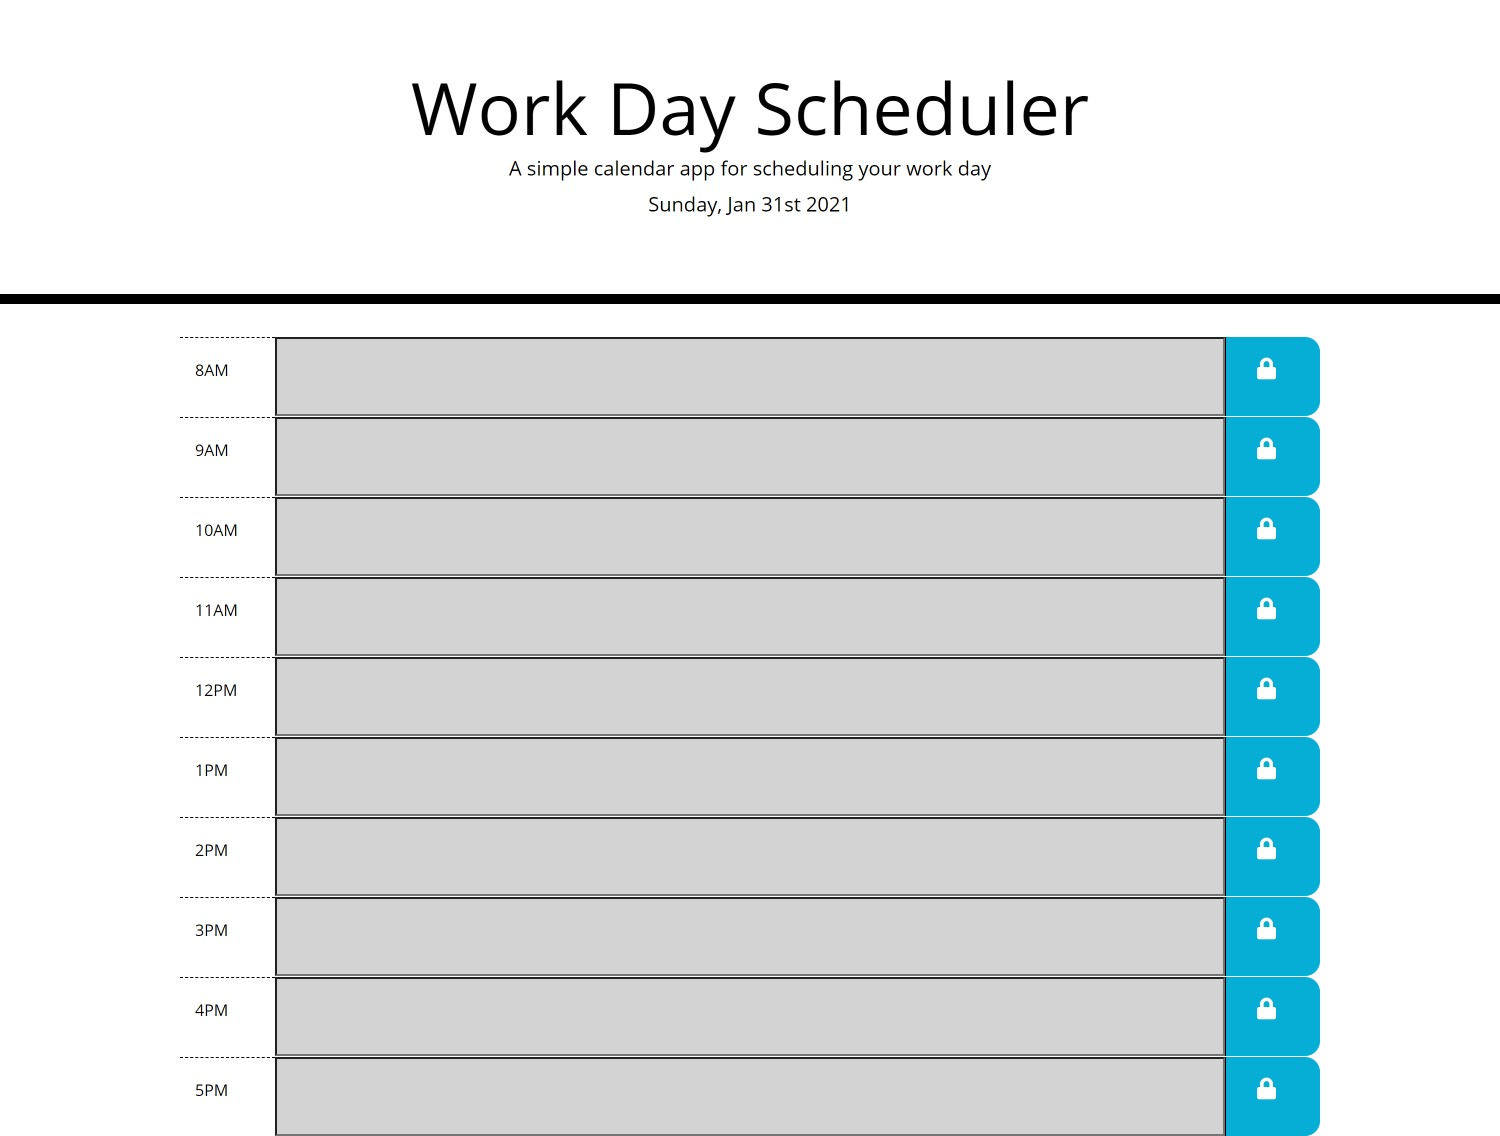 Work Day Scheduler
A simple calendar app for scheduling your work day
Sunday, Jan 31st 2021
8AM
9AM
10AM
11AM
12PM
1PM
2PM
3PM
4PM
5PM